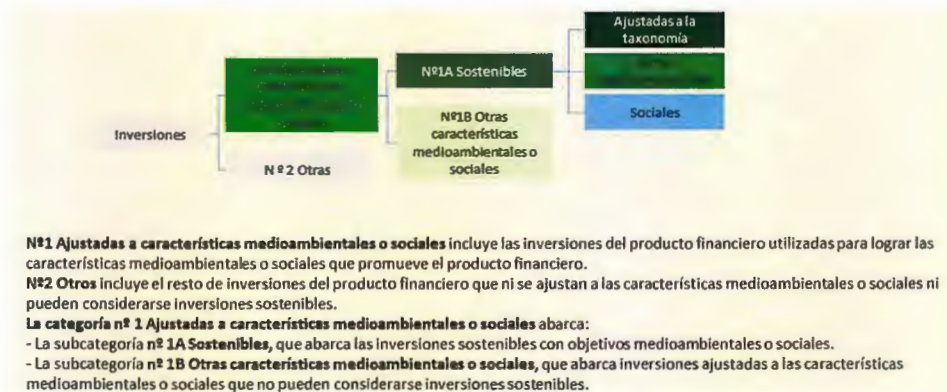 Ajustadas a la
taxonomía
Nº1A Sostenibles
Sociales
Nº1B Otras
características
medioambientales o
sociales
Inversiones
Nº 2 Otras
Nº1 Ajustadas a características medioambientales o sociales incluye las inversiones del producto financiero utilizadas para lograr las
características medioambientales o sociales que promueve el producto financiero.
Nº2 Otros incluye el resto de inversiones del producto financiero que ni se ajustan a las características medioambientales o sociales ni
pueden considerarse inversiones sostenibles.
La categoría nº 1 Ajustadas a características medioambientales o sociales abarca:
- La subcategoría nº 1A Sostenibles, que abarca las inversiones sostenibles con objetivos medioambientales o sociales.
- La subcategoría nº 1B Otras características medioambientales o sociales, que abarca inversiones ajustadas a las características
medioambientales o sociales que no pueden considerarse inversiones sostenibles.